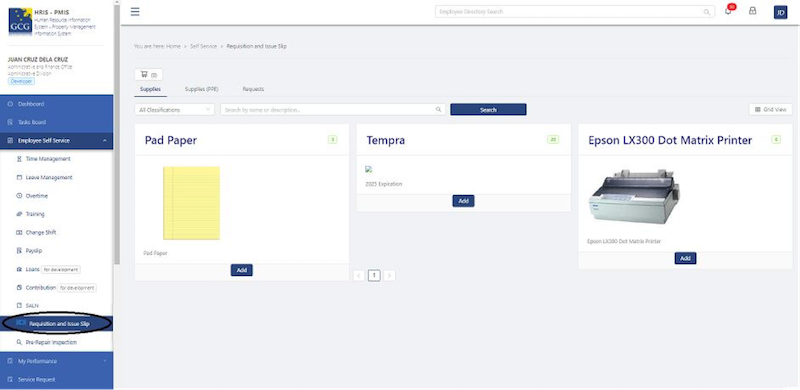 HRIS - PMIS
Human Resource Information
System - Property Management
Information System
GCG
JUAN CRUZ DELA CRUZ
Administrative and Finance Office
Administrative Division
Developer
Dashboard
Tasks Board
Employee Self Service
Time Management
Leave Management
Overtime
Training
Change Shift
Payslip
Loans for development
Contribution for development
SALN
Requisition and Issue Slip
Pre-Repair Inspection
My Performance
Service Request
Employee Directory Search
JD
You are here: Home > Self Service > Requisition and Issue Slip
(0)
Supplies Supplies (PPE) Requests
All Classifications Search by name or description... Search Grid View
Pad Paper
Pad Paper
Add
Tempra
2025 Expiration
Add
Epson LX300 Dot Matrix Printer
Epson LX300 Dot Matrix Printer
Add
< 1 >